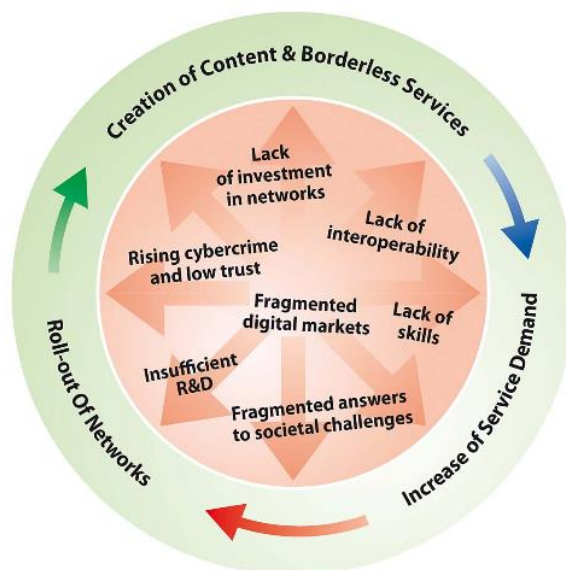 Creation of Content & Borderless Services
Lack
of investment
in networks
Lack of
interoperability
Rising cybercrime
and low trust
Fragmented
digital markets
Lack of
skills
Insufficient
R&D
Fragmented answers
to societal challenges
Increase of Service Demand
Roll-out Of Networks